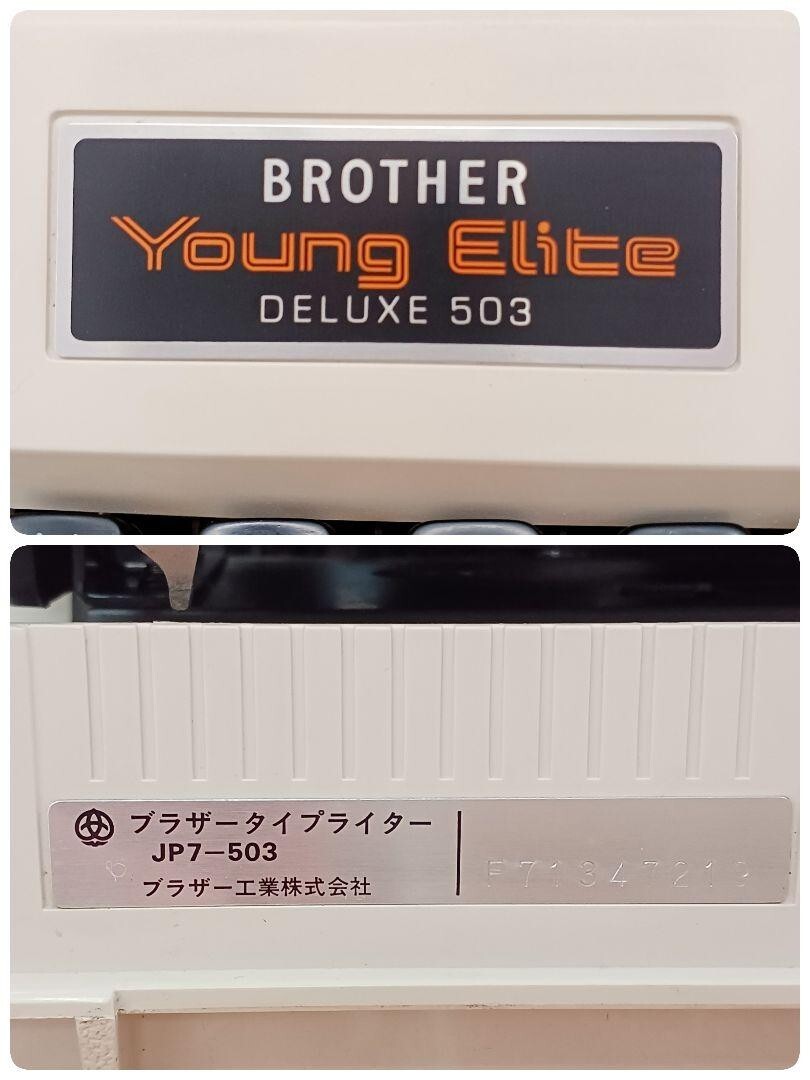 BROTHER
Young Elite
DELUXE 503
ブラザータイプライター
JP7-503
ブラザー工業株式会社
F71347219